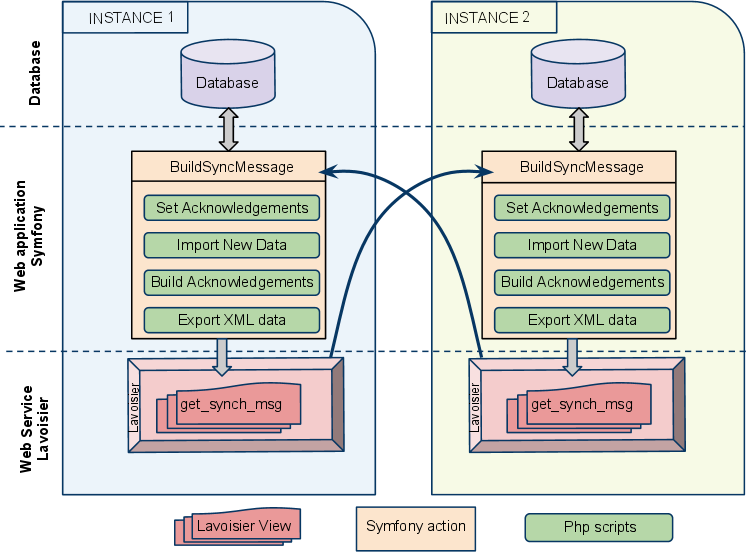 INSTANCE 1
INSTANCE 2
Database
Database
Database
Web application
Symfony
BuildSyncMessage
Set Acknowledgements
Import New Data
Build Acknowledgements
Export XML data
BuildSyncMessage
Set Acknowledgements
Import New Data
Build Acknowledgements
Export XML data
Web Service
Lavoisier
Lavoisier
get_synch_msg
Lavoisier
get_synch_msg
Lavoisier View
Symfony action
Php scripts